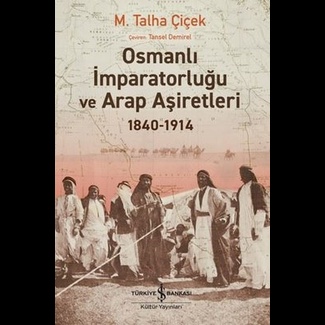 M. Talha Çiçek
Çeviren: Tansel Demirel
Osmanlı
İmparatorluğu
ve Arap Aşiretleri
1840-1914
TÜRKİYE İŞ BANKASI
Kültür Yayınları